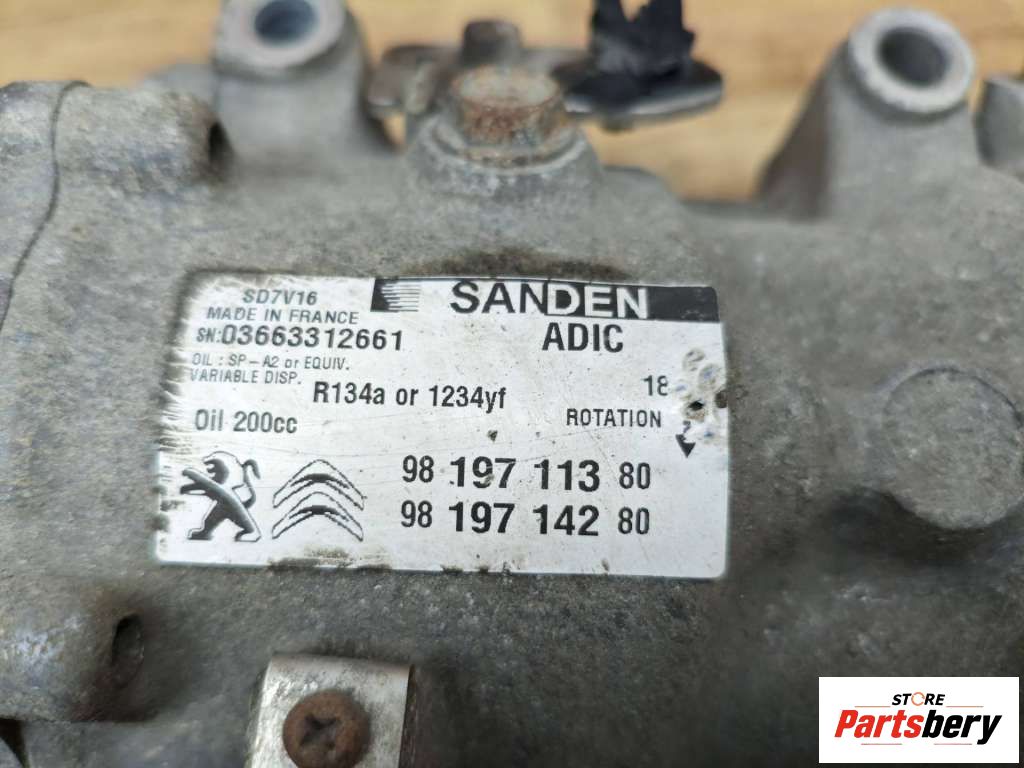 SD7V16
MADE IN FRANCE
SANDEN
SN:03663312661
ADIC
OIL : SP-A2 or EQUIV.
VARIABLE DISP.
R134a or 1234yf
18
Oil 200cc
ROTATION
98 197 113 80
98 197 142 80
STORE
Partsbery